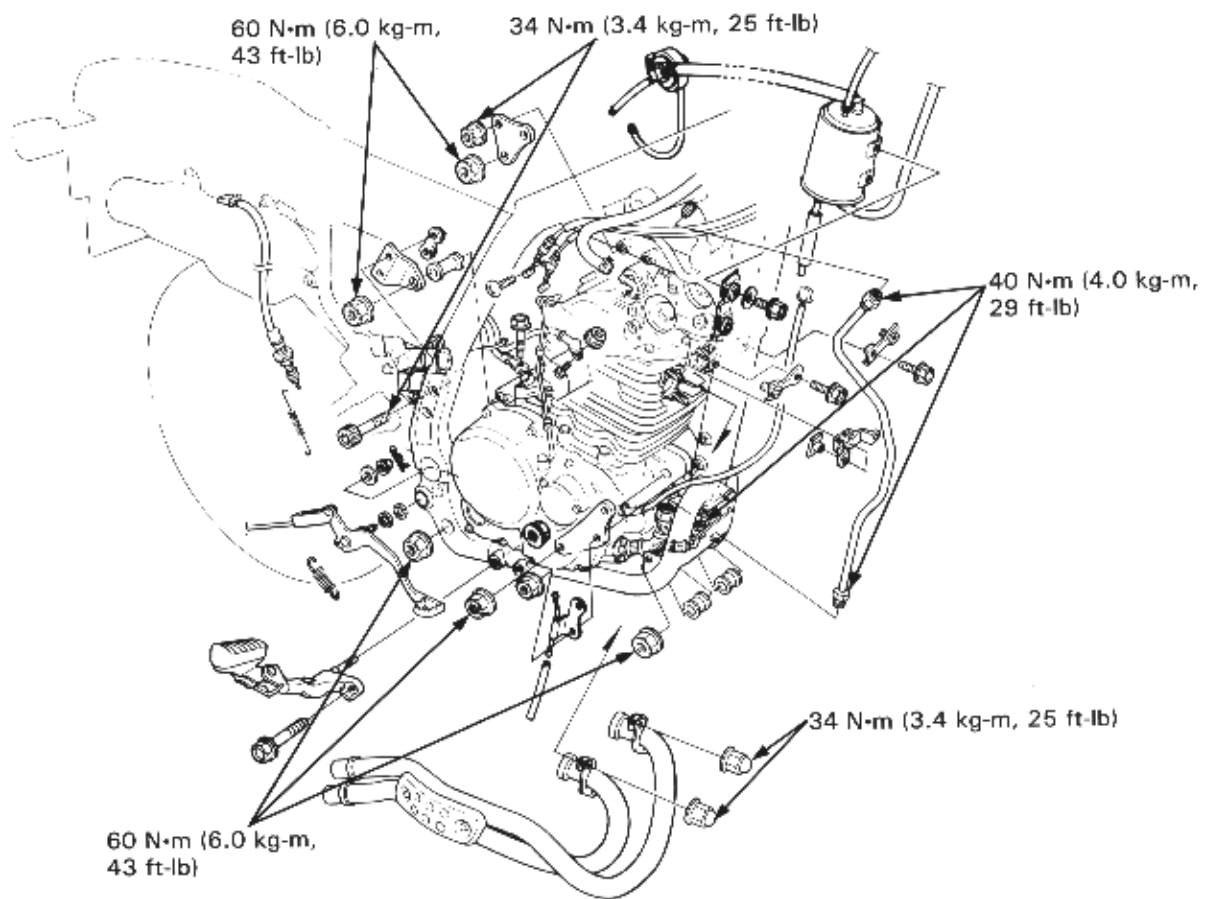 60 N•m (6.0 kg-m,
43 ft-lb)
34 N•m (3.4 kg-m, 25 ft-lb)
40 N•m (4.0 kg-m,
29 ft-lb)
34 N•m (3.4 kg-m, 25 ft-lb)
60 N•m (6.0 kg-m,
43 ft-lb)